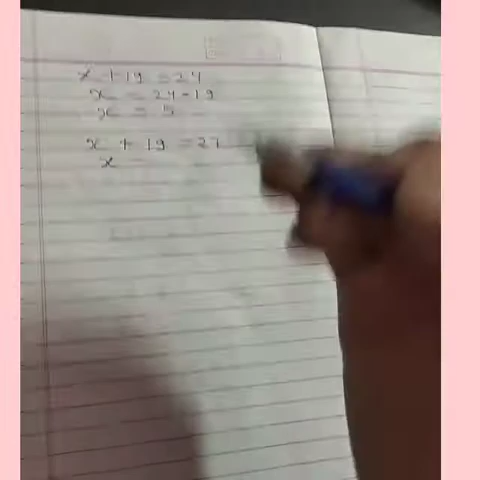 x + 19 = 24
x = 24 - 19
x = 5
x + 19 = 27
x